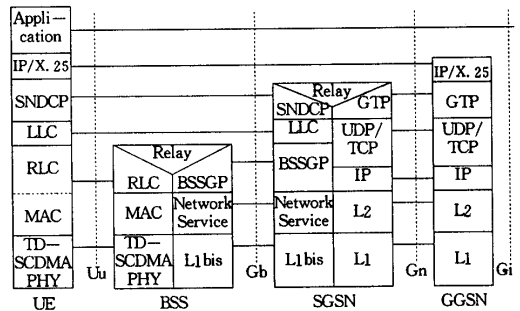 Appli—
cation
IP/X. 25
SNDCP
LLC
RLC
MAC
TD—
SCDMA
PHY
UE
Uu
Relay
RLC
BSSGP
MAC
Network
Service
TD—
SCDMA
PHY
L1bis
BSS
Gb
Relay
SNDCP
GTP
LLC
UDP/
TCP
BSSGP
IP
Network
Service
L2
L1bis
L1
SGSN
Gn
IP/X. 25
GTP
UDP/
TCP
IP
L2
L1
GGSN
Gi